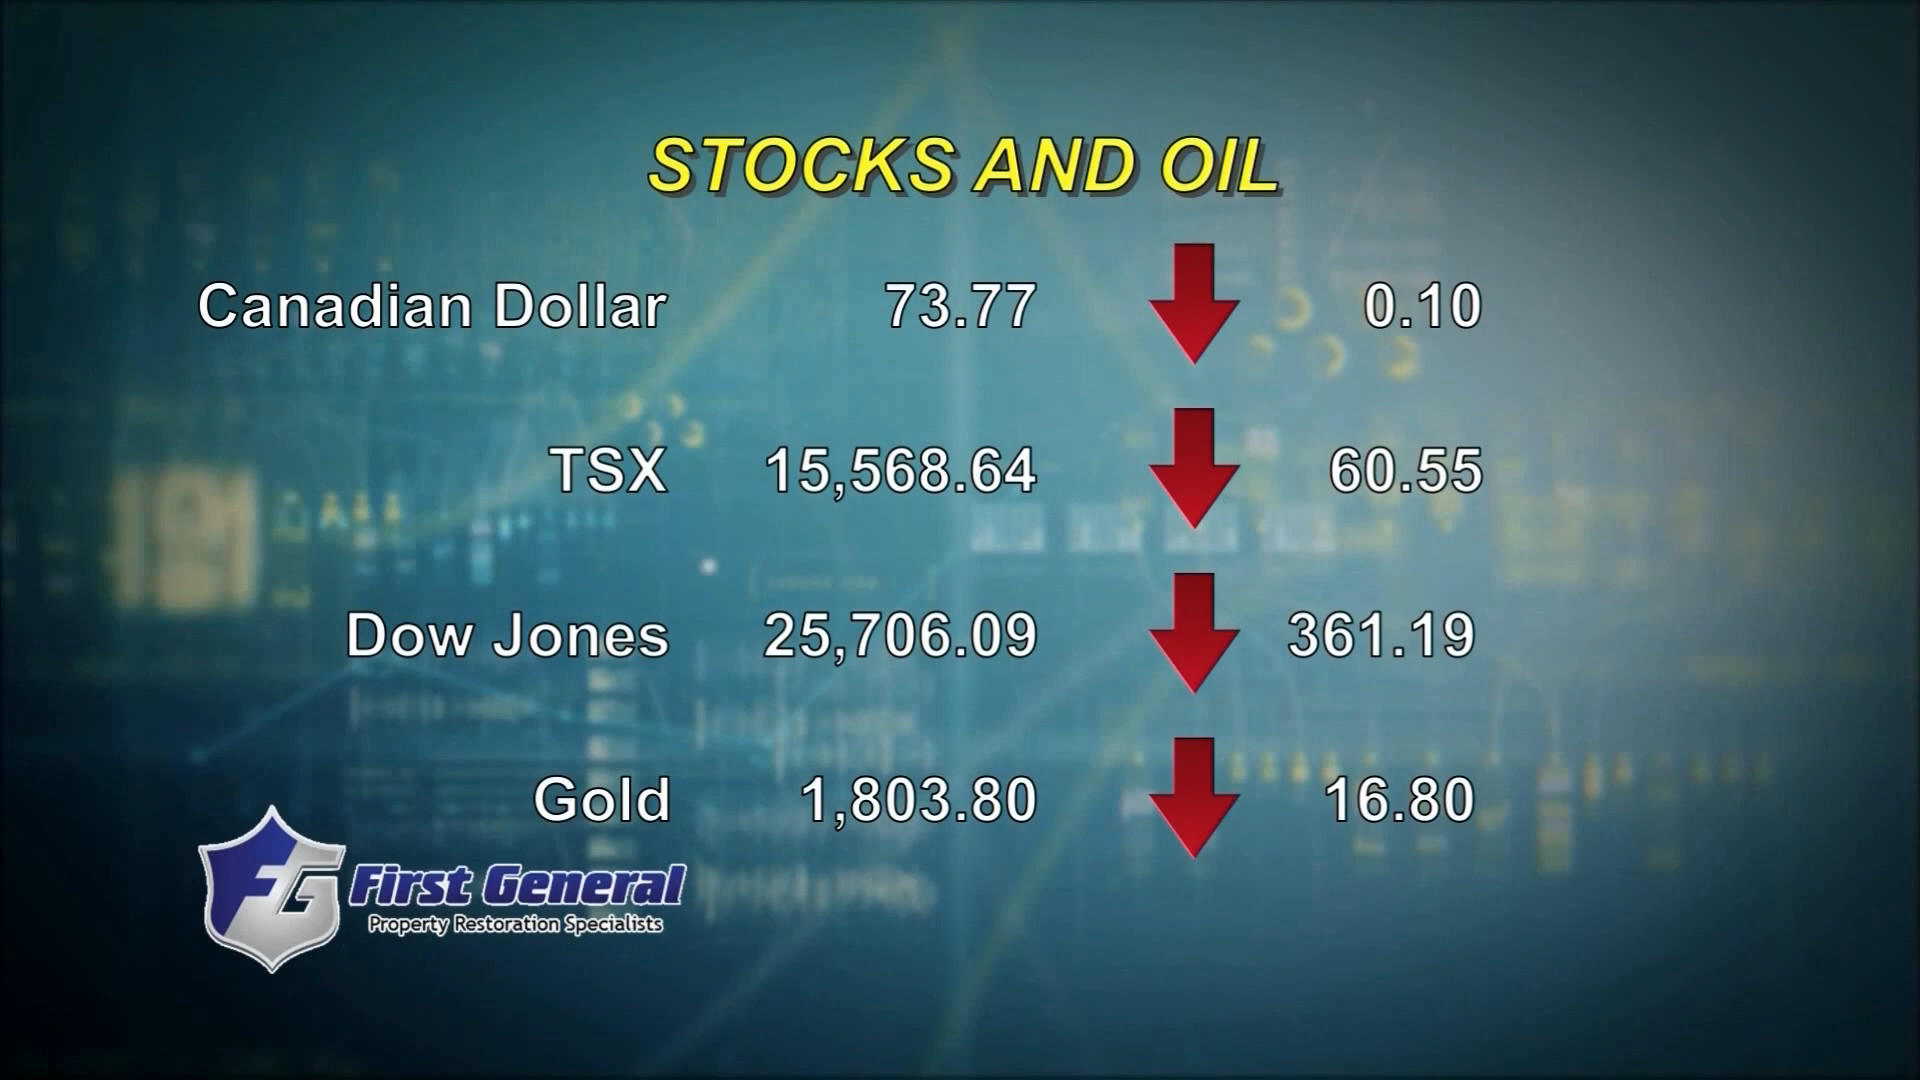 STOCKS AND OIL
Canadian Dollar 73.77 0.10
TSX 15,568.64 60.55
Dow Jones 25,706.09 361.19
Gold 1,803.80 16.80
FG First General
Property Restoration Specialists